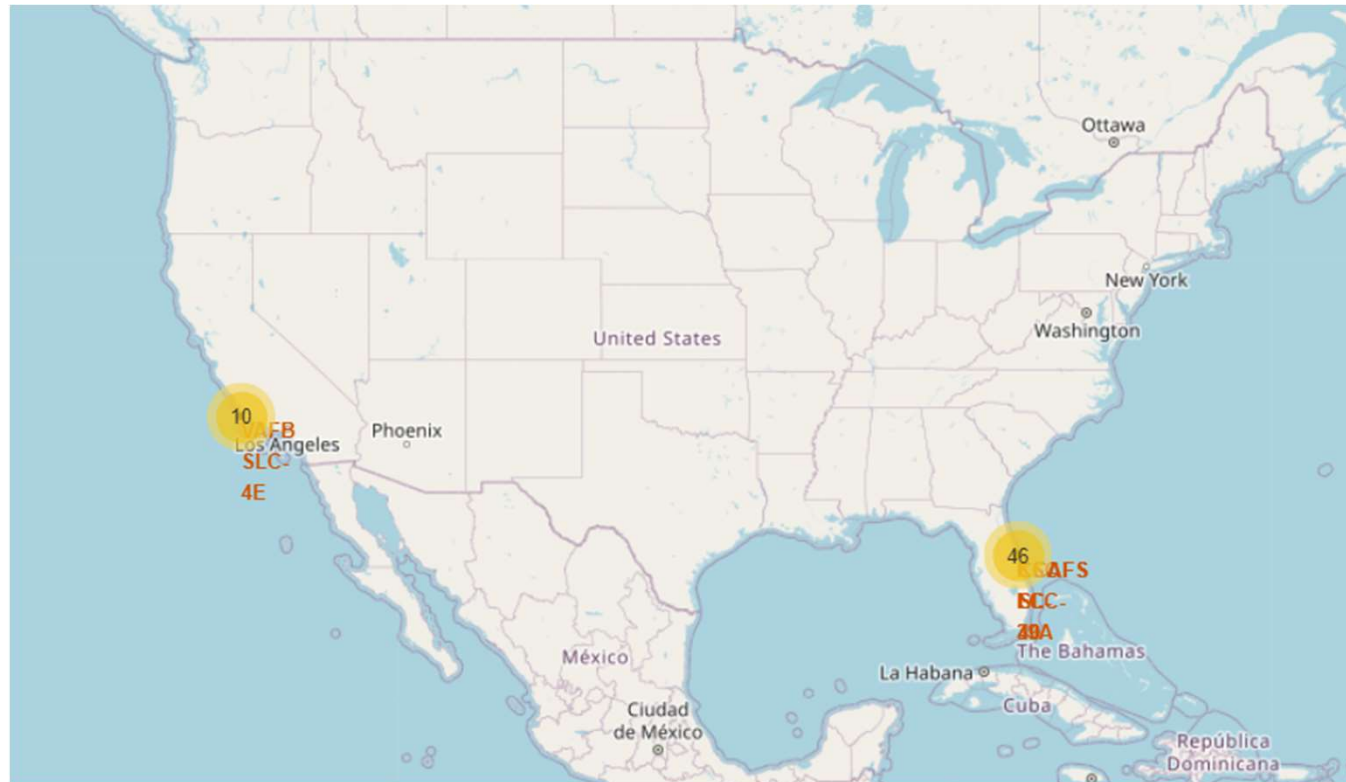 Ottawa
New York
Washington
United States
10
VAFB
Los Angeles
SLC-
4E
Phoenix
46
AFS
México
The Bahamas
La Habana
Cuba
Ciudad
de México
República
Dominicana